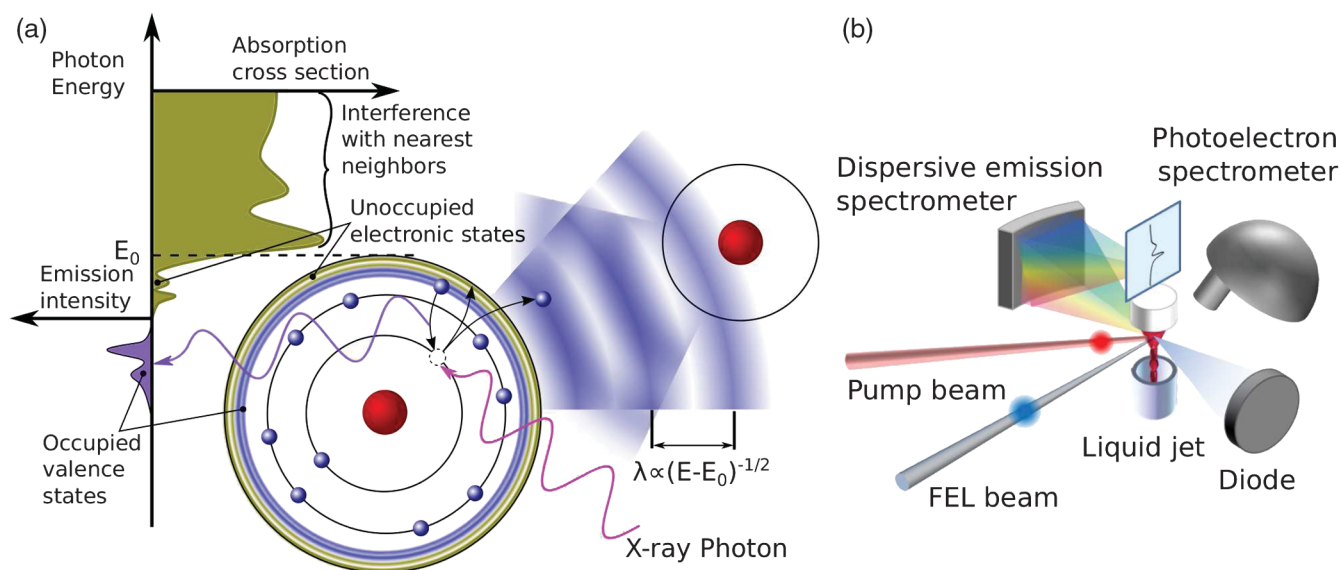 (a)
Photon
Energy
Absorption
cross section
Interference
with nearest
neighbors
Unoccupied
electronic states
E0
Emission
intensity
Occupied
valence
states
λ∝(E-E0)-1/2
X-ray Photon
(b)
Dispersive emission
spectrometer
Photoelectron
spectrometer
Pump beam
FEL beam
Liquid jet
Diode